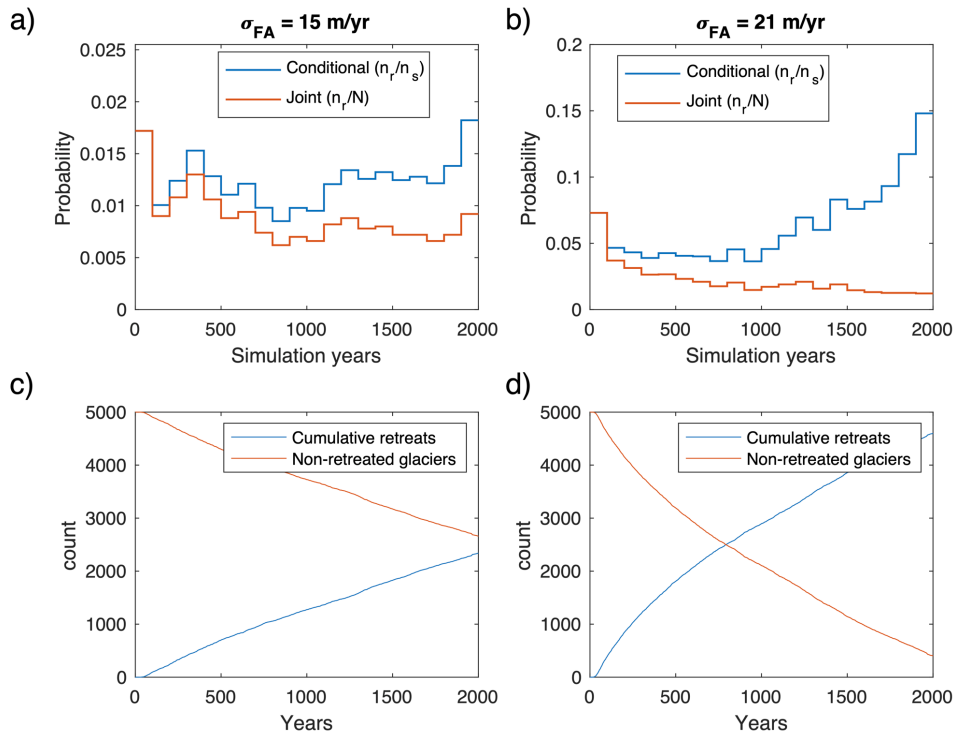 a)
σFA = 15 m/yr
0.025
0.02
0.015
0.01
0.005
0
Probability
Conditional (nr/ns)
Joint (nr/N)
0 500 1000 1500 2000
Simulation years
b)
σFA = 21 m/yr
0.2
0.15
0.1
0.05
0
Probability
Conditional (nr/ns)
Joint (nr/N)
0 500 1000 1500 2000
Simulation years
c)
5000
4000
3000
2000
1000
0
count
Cumulative retreats
Non-retreated glaciers
0 500 1000 1500 2000
Years
d)
5000
4000
3000
2000
1000
0
count
Cumulative retreats
Non-retreated glaciers
0 500 1000 1500 2000
Years